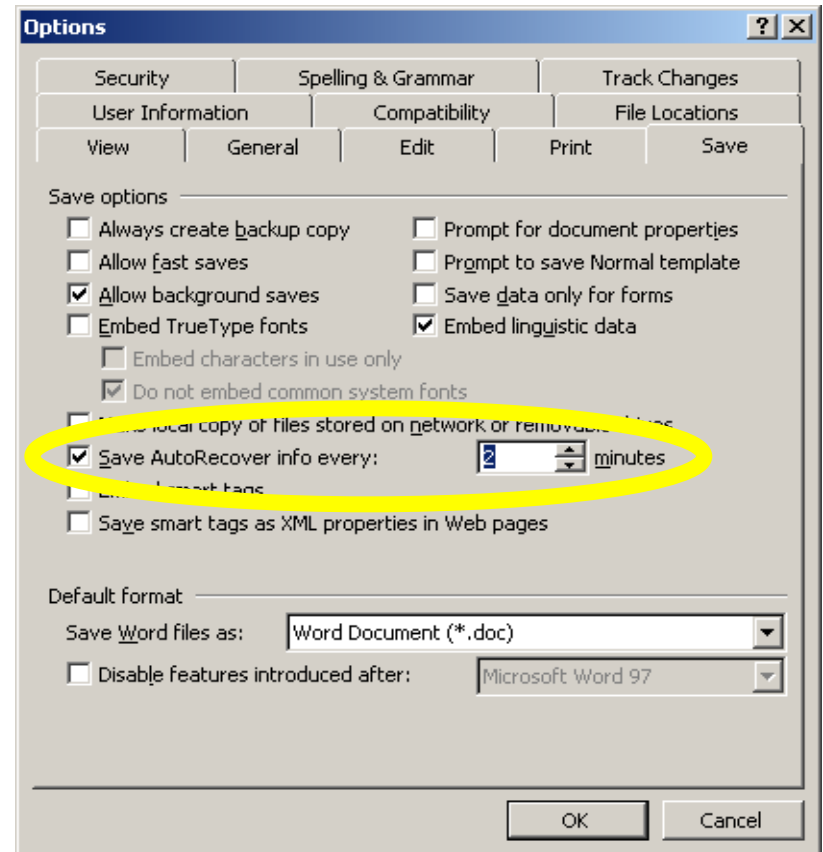 Options
Security Spelling & Grammar Track Changes
User Information Compatibility File Locations
View General Edit Print Save
Save options
Always create backup copy Prompt for document properties
Allow fast saves Prompt to save Normal template
Allow background saves Save data only for forms
Embed TrueType fonts Embed linguistic data
Embed characters in use only
Do not embed common system fonts
local copy of files stored on network or
Save AutoRecover info every: 2 minutes
smart tags
Save smart tags as XML properties in Web pages
Default format
Save Word files as: Word Document (*.doc)
Disable features introduced after: Microsoft Word 97
OK Cancel